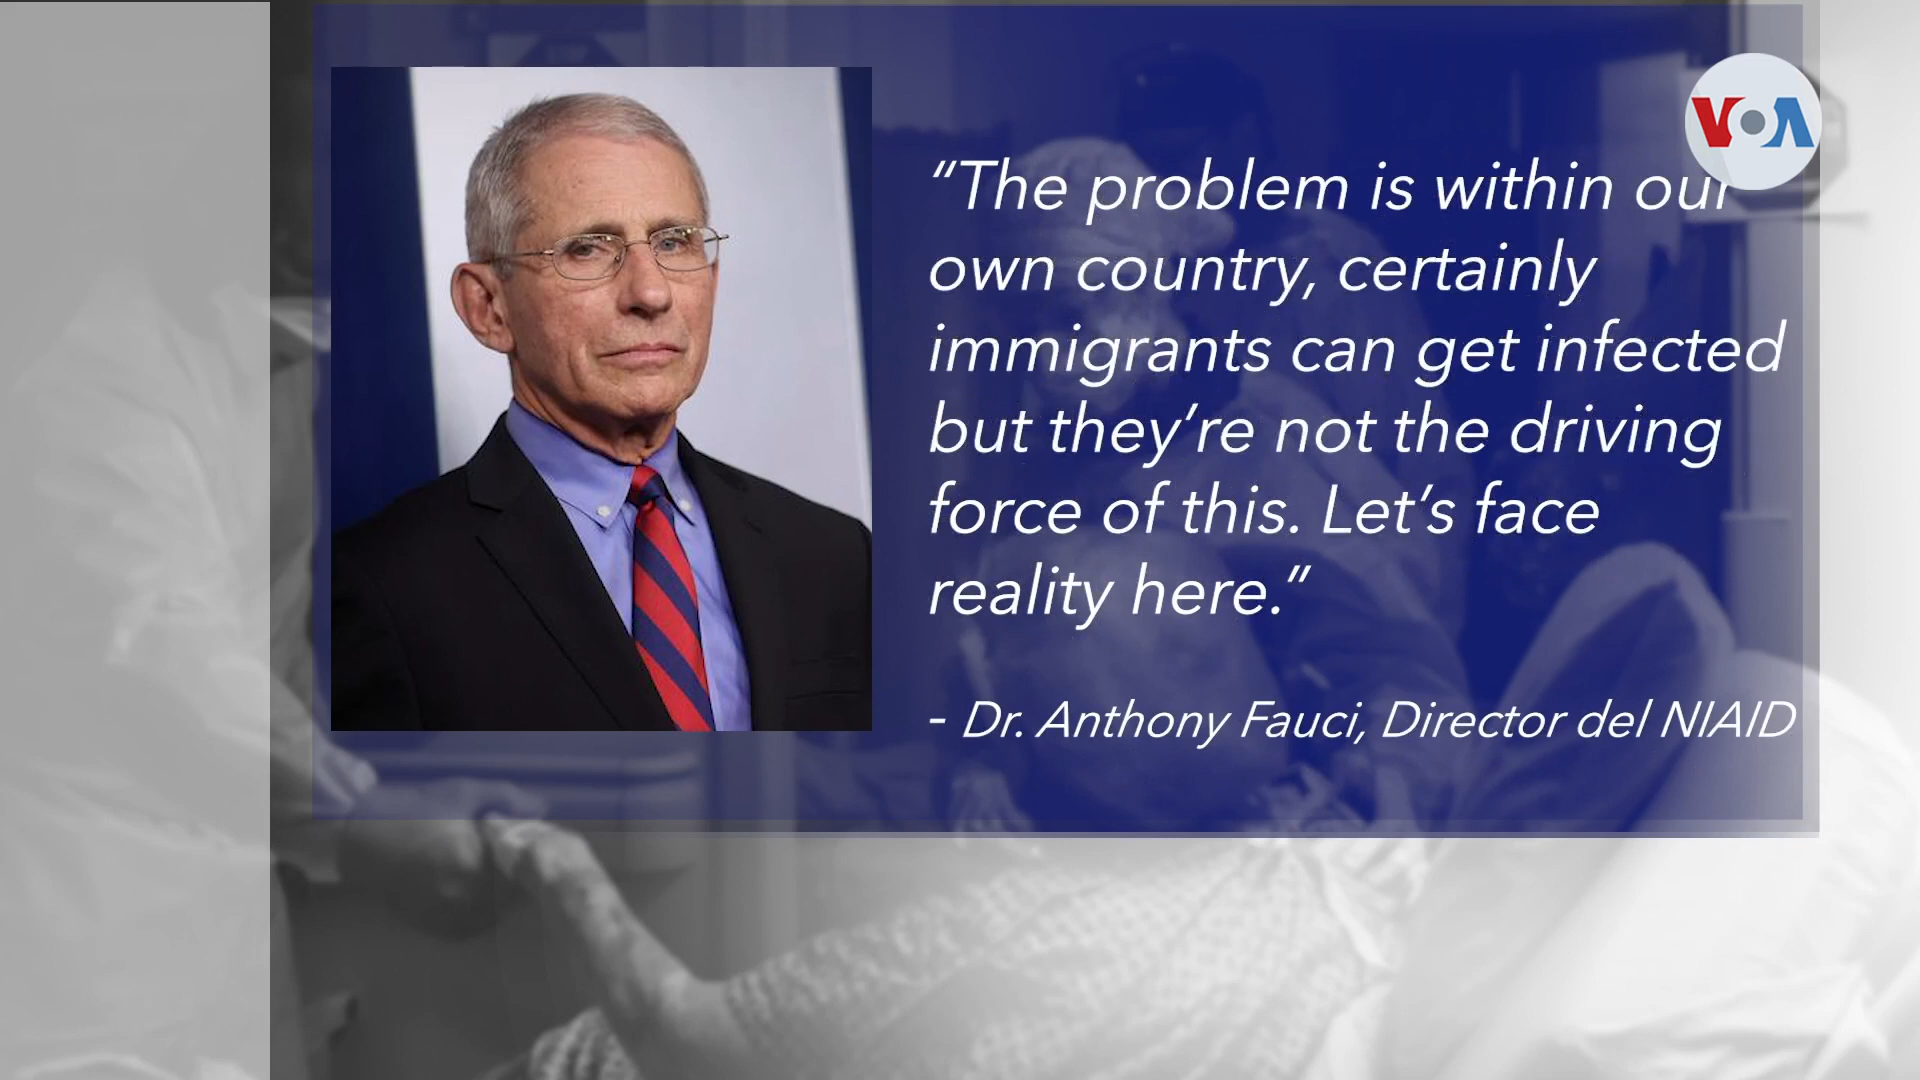 VOA
“The problem is within our
own country, certainly
immigrants can get infected
but they’re not the driving
force of this. Let’s face
reality here.”
- Dr. Anthony Fauci, Director del NIAID